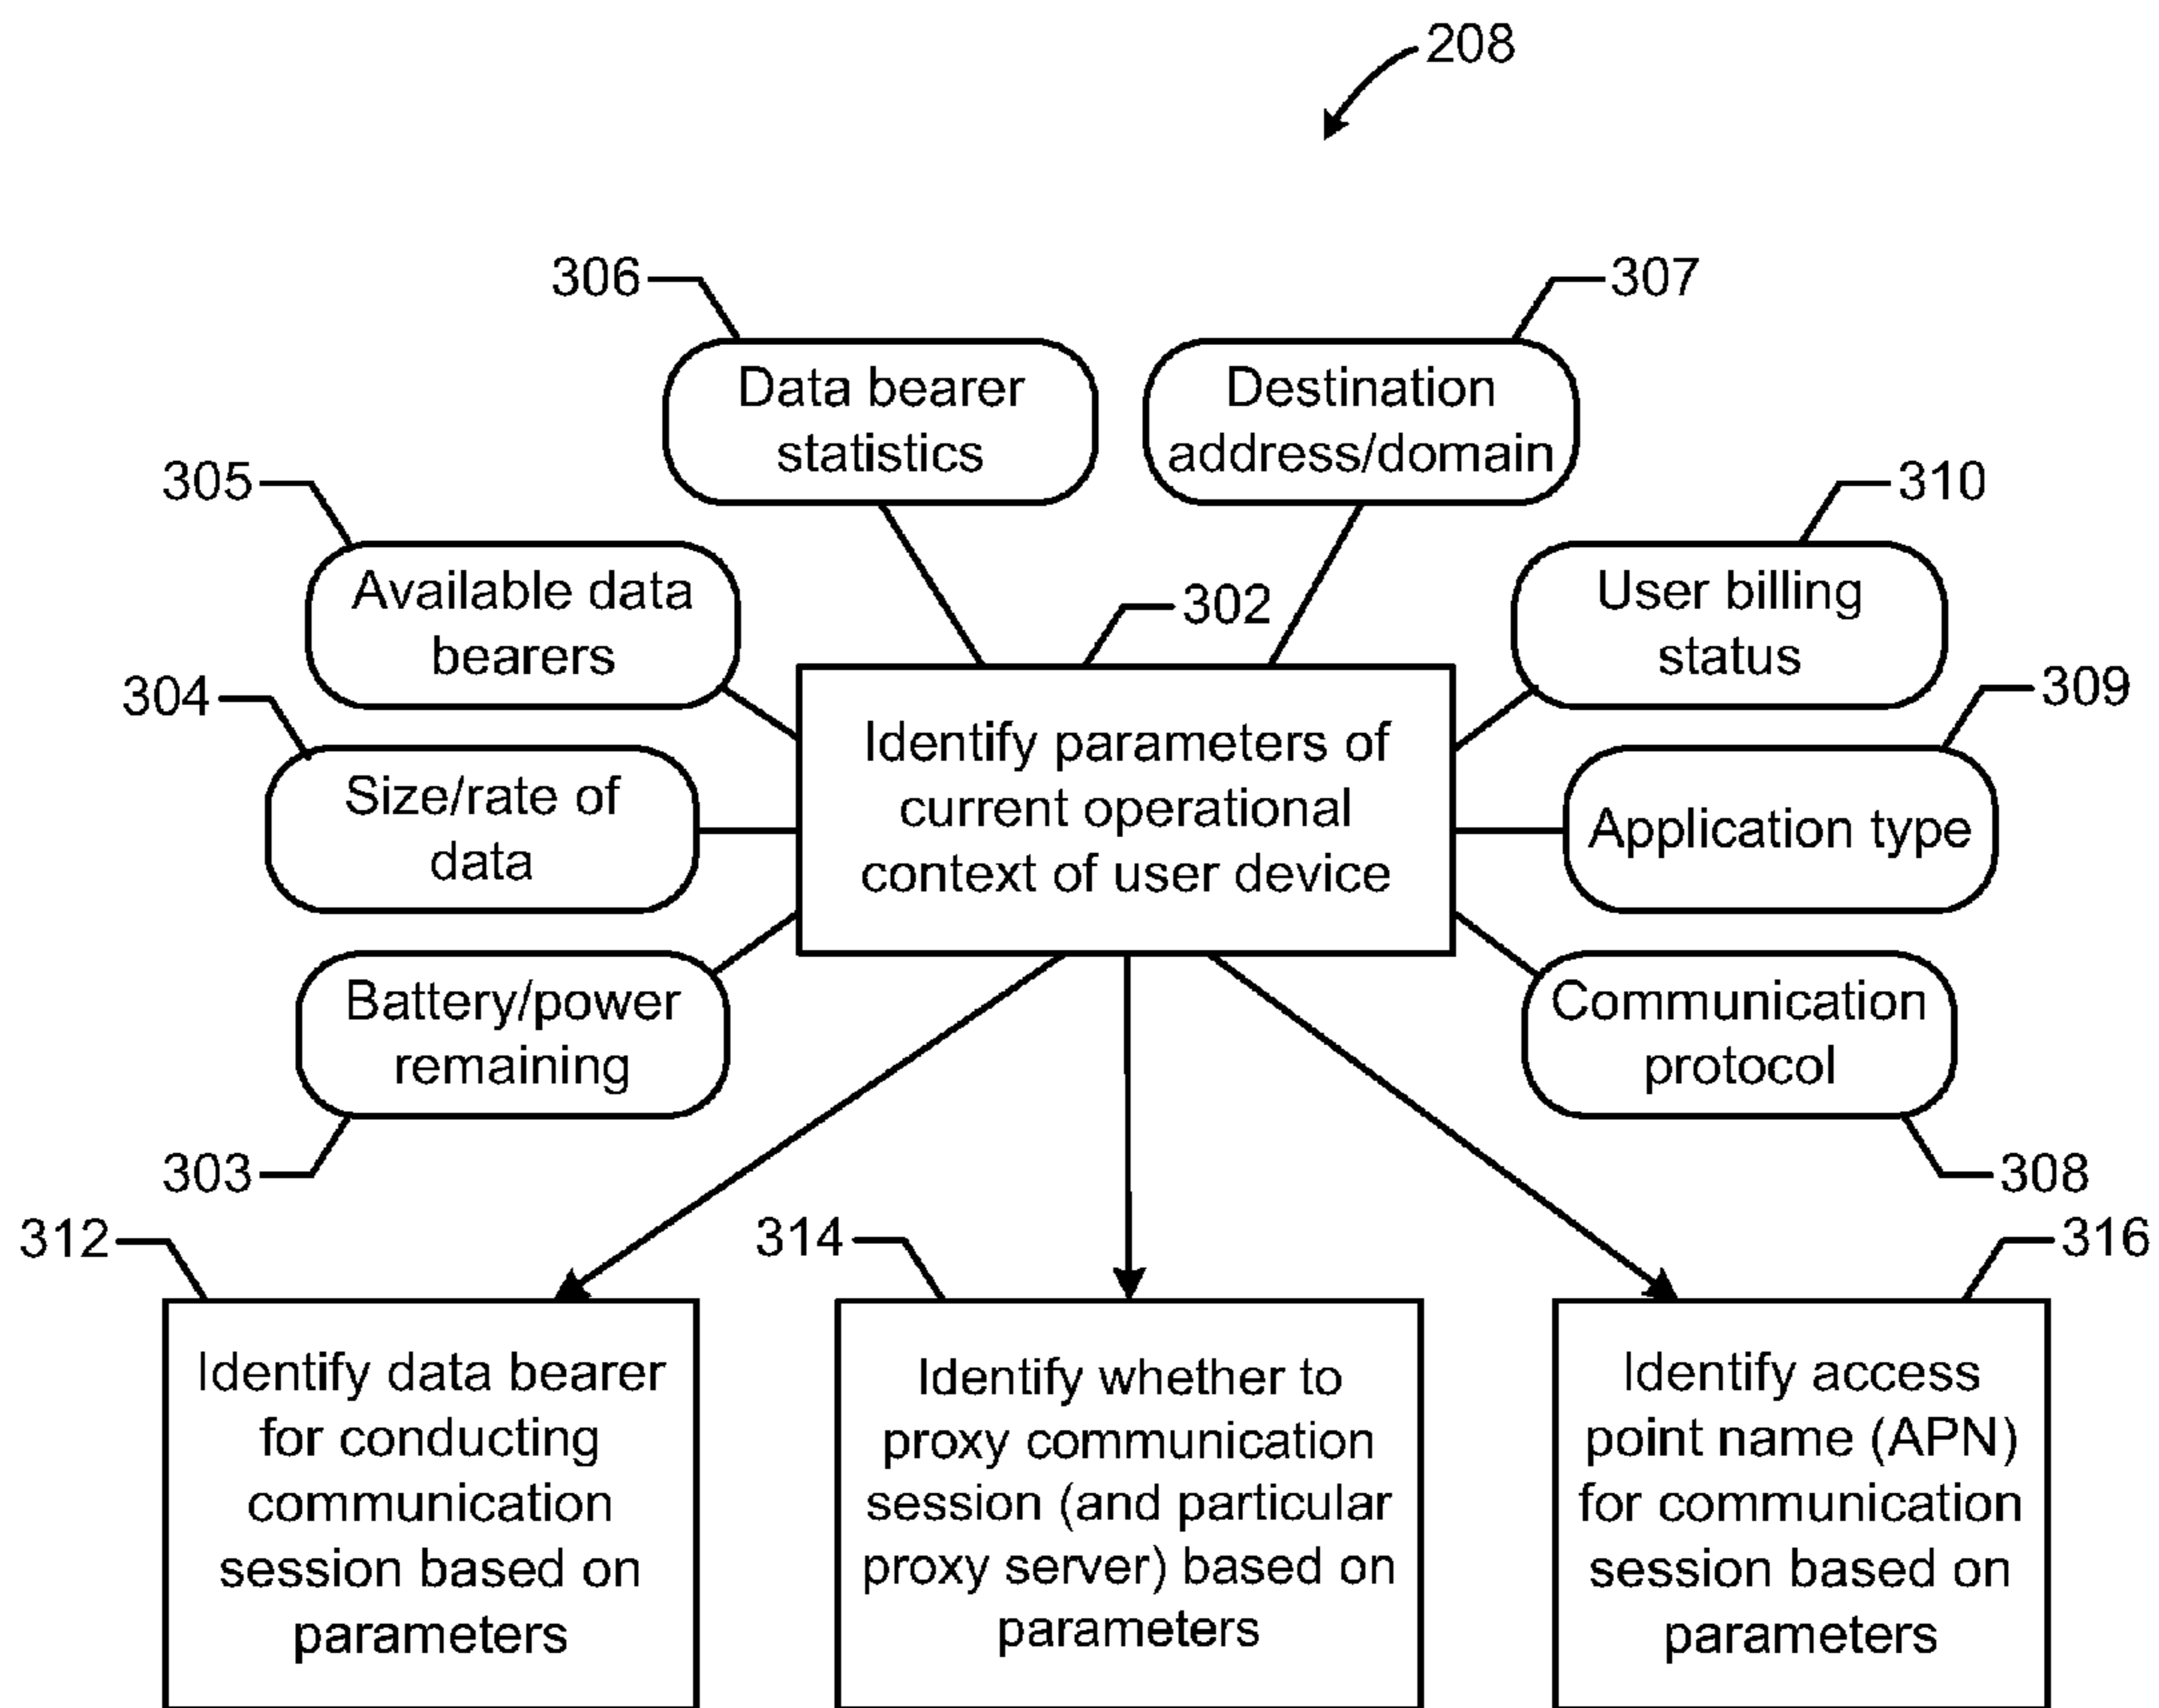 208
306
307
Data bearer
statistics
Destination
address/domain
305
310
Available data
bearers
302
User billing
status
304
309
Identify parameters of
current operational
context of user device
Size/rate of
data
Application type
Battery/power
remaining
Communication
protocol
303
308
312
314
316
Identify data bearer
for conducting
communication
session based on
parameters
Identify whether to
proxy communication
session (and particular
proxy server) based on
parameters
Identify access
point name (APN)
for communication
session based on
parameters